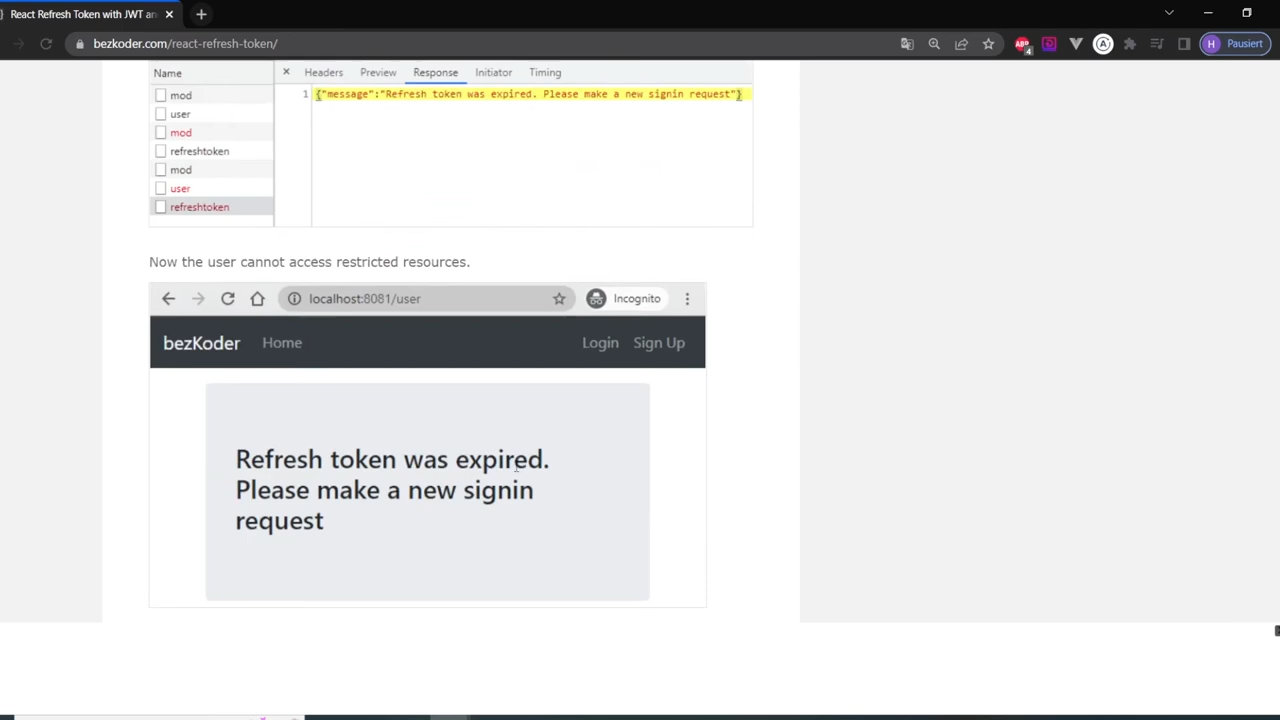 React Refresh Token with JWT an
bezkoder.com/react-refresh-token/
4
H Pausiert
Name
Headers Preview Response Initiator Timing
mod
user
mod
refreshtoken
mod
user
refreshtoken
1 {"message":"Refresh token was expired. Please make a new signin request"}
Now the user cannot access restricted resources.
localhost:8081/user
Incognito
bezKoder Home Login Sign Up
Refresh token was expired.
Please make a new signin
request